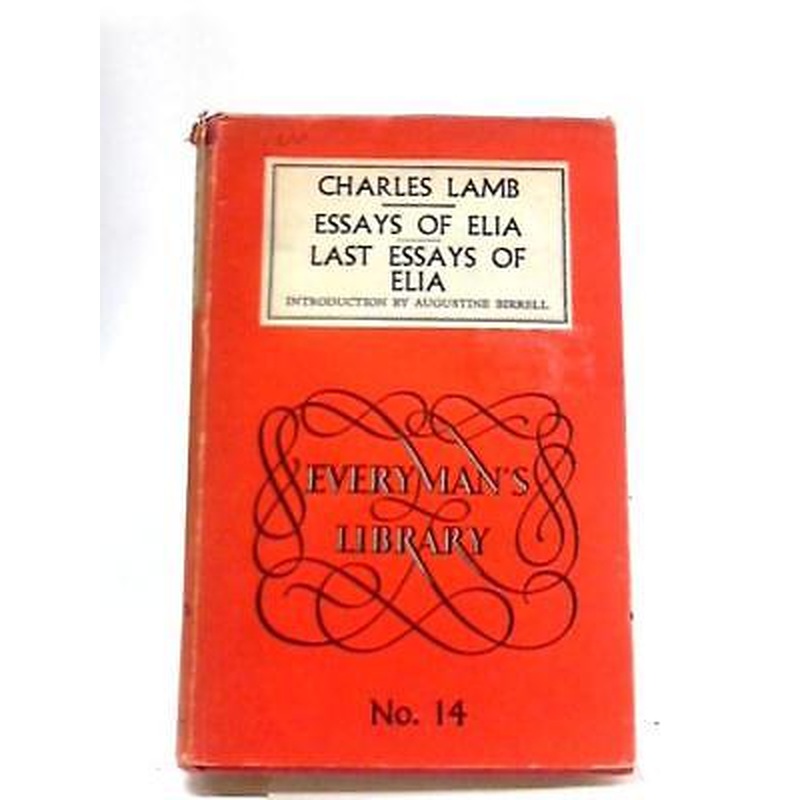 CHARLES LAMB
ESSAYS OF ELIA
LAST ESSAYS OF
ELIA
INTRODUCTION BY AUGUSTINE BIRRELL
EVERYMAN'S
LIBRARY
No. 14